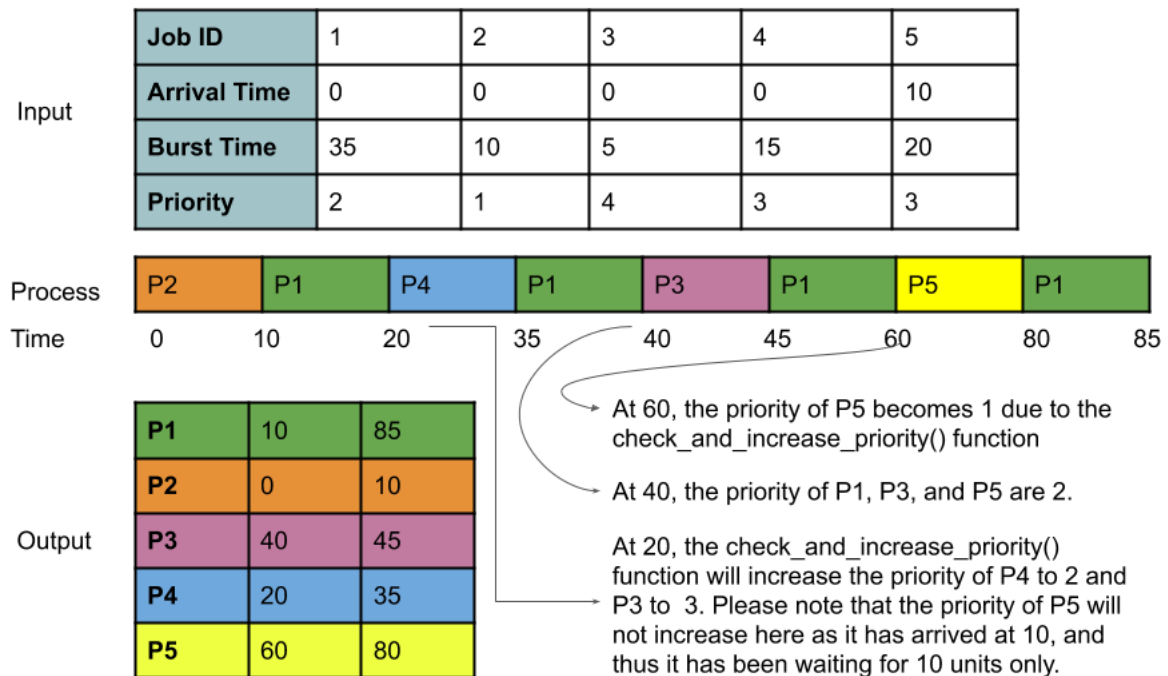 Input
Job ID 1 2 3 4 5
Arrival Time 0 0 0 0 10
Burst Time 35 10 5 15 20
Priority 2 1 4 3 3
Process P2 P1 P4 P1 P3 P1 P5 P1
Time 0 10 20 35 40 45 60 80 85
Output
P1 10 85
P2 0 10
P3 40 45
P4 20 35
P5 60 80
At 60, the priority of P5 becomes 1 due to the
check_and_increase_priority() function
At 40, the priority of P1, P3, and P5 are 2.
At 20, the check_and_increase_priority()
function will increase the priority of P4 to 2 and
P3 to 3. Please note that the priority of P5 will
not increase here as it has arrived at 10, and
thus it has been waiting for 10 units only.